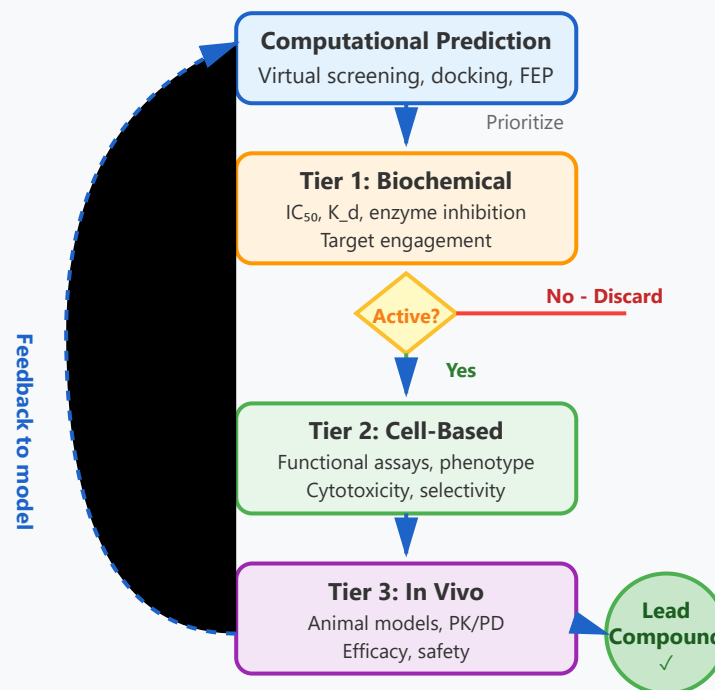 Computational Prediction
Virtual screening, docking, FEP
Prioritize
Tier 1: Biochemical
IC₅₀, K_d, enzyme inhibition
Target engagement
No - Discard
Active?
Yes
Feedback to model
Tier 2: Cell-Based
Functional assays, phenotype
Cytotoxicity, selectivity
Tier 3: In Vivo
Animal models, PK/PD
Efficacy, safety
Lead
Compound
✓